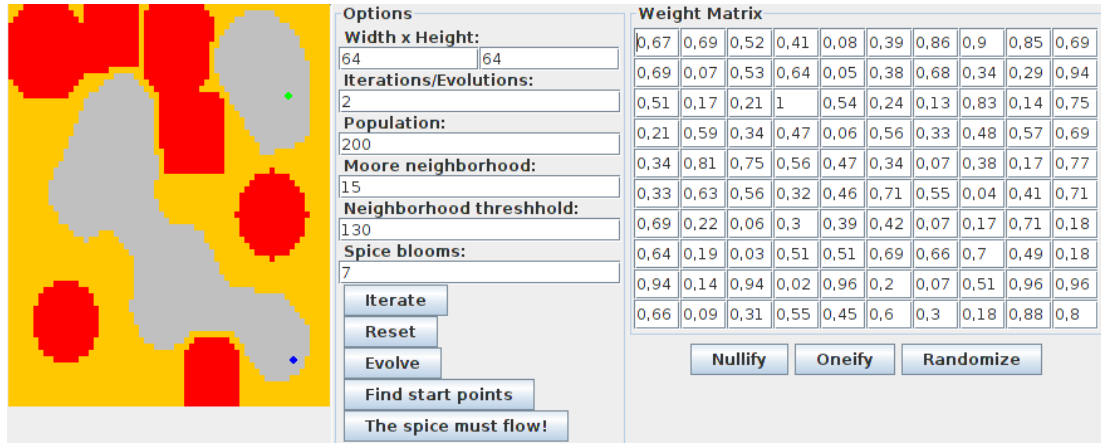 Options
Width x Height:
64 64
Iterations/Evolutions:
2
Population:
200
Moore neighborhood:
15
Neighborhood threshhold:
130
Spice blooms:
7
Iterate
Reset
Evolve
Find start points
The spice must flow!
Weight Matrix
0,67 0,69 0,52 0,41 0,08 0,39 0,86 0,9 0,85 0,69
0,69 0,07 0,53 0,64 0,05 0,38 0,68 0,34 0,29 0,94
0,51 0,17 0,21 1 0,54 0,24 0,13 0,83 0,14 0,75
0,21 0,59 0,34 0,47 0,06 0,56 0,33 0,48 0,57 0,69
0,34 0,81 0,75 0,56 0,47 0,34 0,07 0,38 0,17 0,77
0,33 0,63 0,56 0,32 0,46 0,71 0,55 0,04 0,41 0,71
0,69 0,22 0,06 0,3 0,39 0,42 0,07 0,17 0,71 0,18
0,64 0,19 0,03 0,51 0,51 0,69 0,66 0,7 0,49 0,18
0,94 0,14 0,94 0,02 0,96 0,2 0,07 0,51 0,96 0,96
0,66 0,09 0,31 0,55 0,45 0,6 0,3 0,18 0,88 0,8
Nullify Oneify Randomize